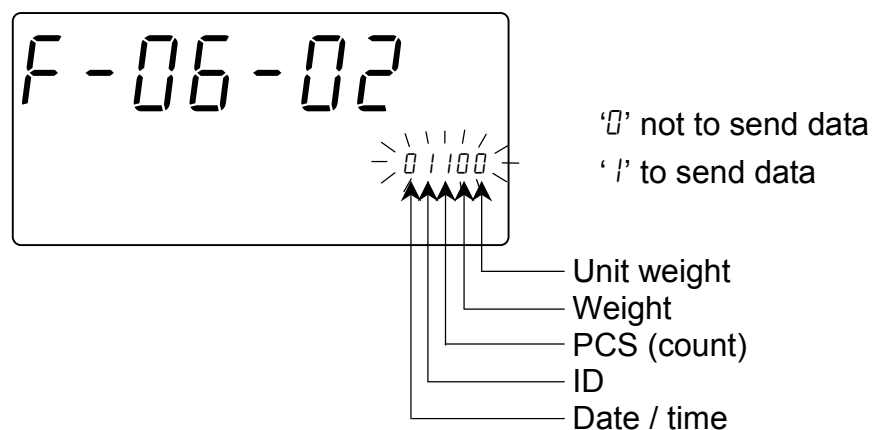 F-06-02
01100
‘0’ not to send data
‘1’ to send data
Unit weight
Weight
PCS (count)
ID
Date / time